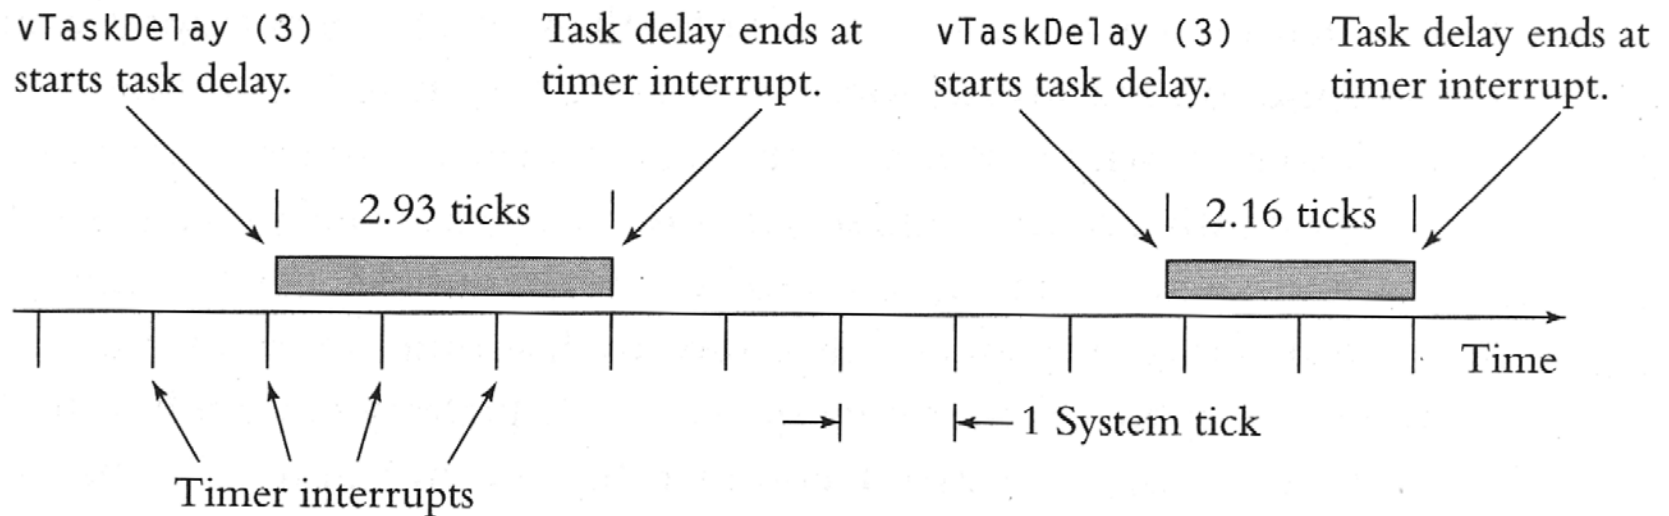 vTaskDelay (3)
starts task delay.
Task delay ends at
timer interrupt.
vTaskDelay (3)
starts task delay.
Task delay ends at
timer interrupt.
2.93 ticks
2.16 ticks
Time
1 System tick
Timer interrupts